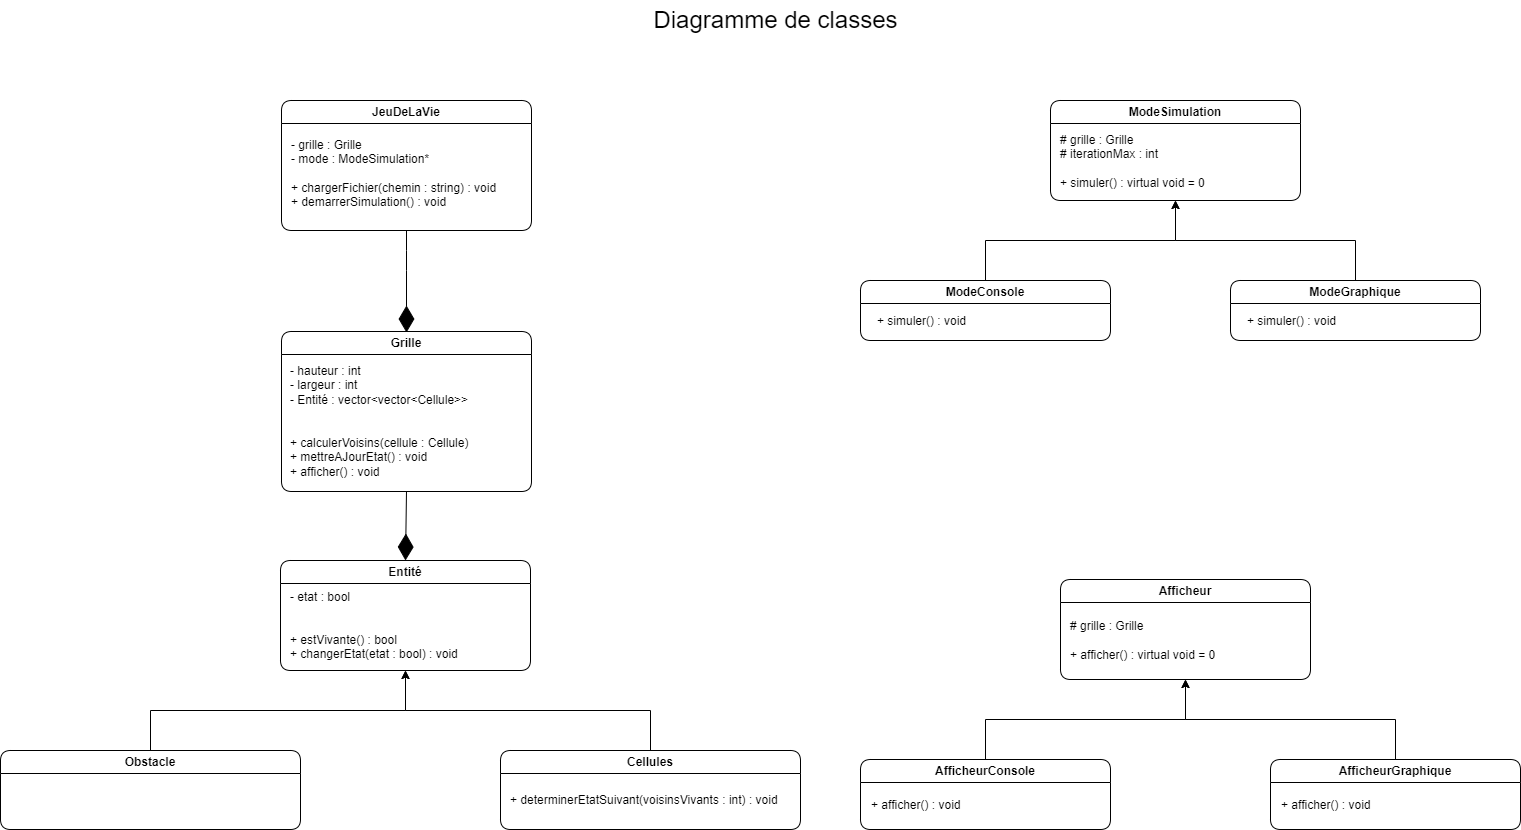 Diagramme de classes
JeuDeLaVie
- grille : Grille
- mode : ModeSimulation*
+ chargerFichier(chemin : string) : void
+ demarrerSimulation() : void
ModeSimulation
# grille : Grille
# iterationMax : int
+ simuler() : virtual void = 0
ModeConsole
+ simuler() : void
ModeGraphique
+ simuler() : void
Grille
- hauteur : int
- largeur : int
- Entité : vector<vector<Cellule>>
+ calculerVoisins(cellule : Cellule)
+ mettreAJourEtat() : void
+ afficher() : void
Entité
- etat : bool
+ estVivante() : bool
+ changerEtat(etat : bool) : void
Obstacle
Cellules
+ determinerEtatSuivant(voisinsVivants : int) : void
Afficheur
# grille : Grille
+ afficher() : virtual void = 0
AfficheurConsole
+ afficher() : void
AfficheurGraphique
+ afficher() : void